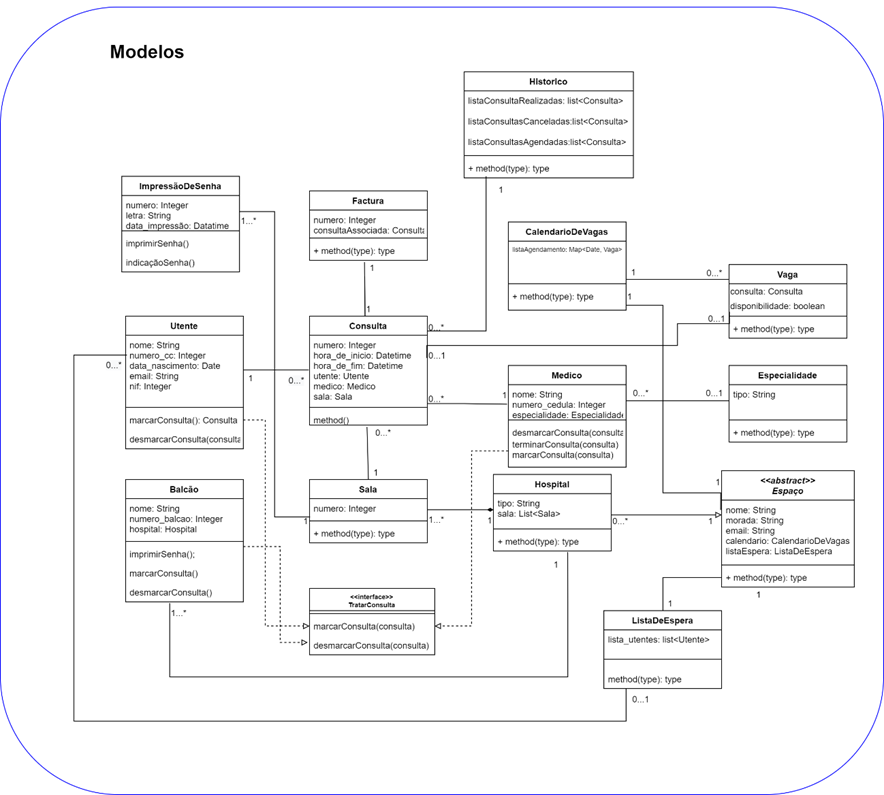 Modelos
HIstorico
listaConsultaRealizadas: list<Consulta>
listaConsultasCanceladas:list<Consulta>
listaConsultasAgendadas:list<Consulta>
+ method(type): type
1
ImpressãoDeSenha
numero: Integer
letra: String
data_impressão: Datatime
imprimirSenha()
indicaçãoSenha()
1...*
Factura
numero: Integer
consultaAssociada: Consulta
+ method(type): type
1
1
CalendarioDeVagas
listaAgendamento: Map<Date, Vaga>
+ method(type): type
1
0...*
1
Vaga
consulta: Consulta
disponibilidade: boolean
+ method(type): type
0...1
Utente
nome: String
numero_cc: Integer
data_nascimento: Date
email: String
nif: Integer
marcarConsulta(): Consulta
desmarcarConsulta(consulta
0...*
1
0...*
Consulta
numero: Integer
hora_de_inicio: Datetime
hora_de_fim: Datetime
utente: Utente
medico: Medico
sala: Sala
method()
0...*
0...1
0...*
1
0...*
1
Medico
nome: String
numero_cedula: Integer
especialidade: Especialidade
desmarcarConsulta(consulta
terminarConsulta(consulta)
marcarConsulta(consulta)
0...*
0...1
Especialidade
tipo: String
+ method(type): type
Balcão
nome: String
numero_balcao: Integer
hospital: Hospital
imprimirSenha;
marcarConsulta()
desmarcarConsulta()
1...*
Sala
numero: Integer
+ method(type): type
1
1...*
1
Hospital
tipo: String
sala: List<Sala>
+ method(type): type
0...*
1
1
1
<<abstract>>
Espaço
nome: String
morada: String
email: String
calendario: CalendarioDeVagas
listaEspera: ListaDeEspera
+ method(type): type
1
1
<<interface>>
TratarConsulta
marcarConsulta(consulta)
desmarcarConsulta(consulta)
ListaDeEspera
lista_utentes: list<Utente>
method(type): type
0...1